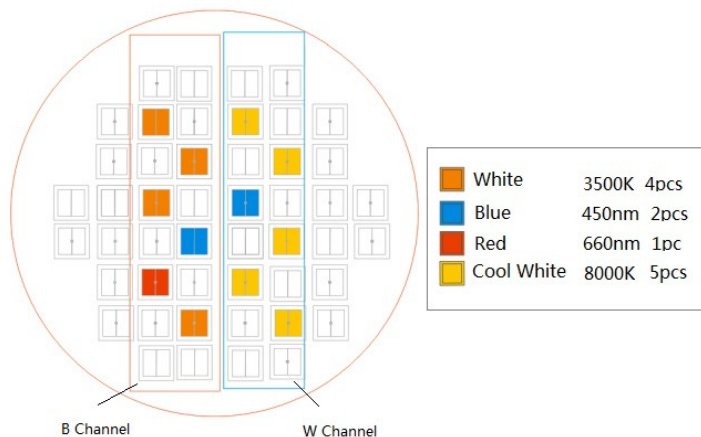 White 3500K 4pcs
Blue 450nm 2pcs
Red 660nm 1pc
Cool White 8000K 5pcs
B Channel
W Channel